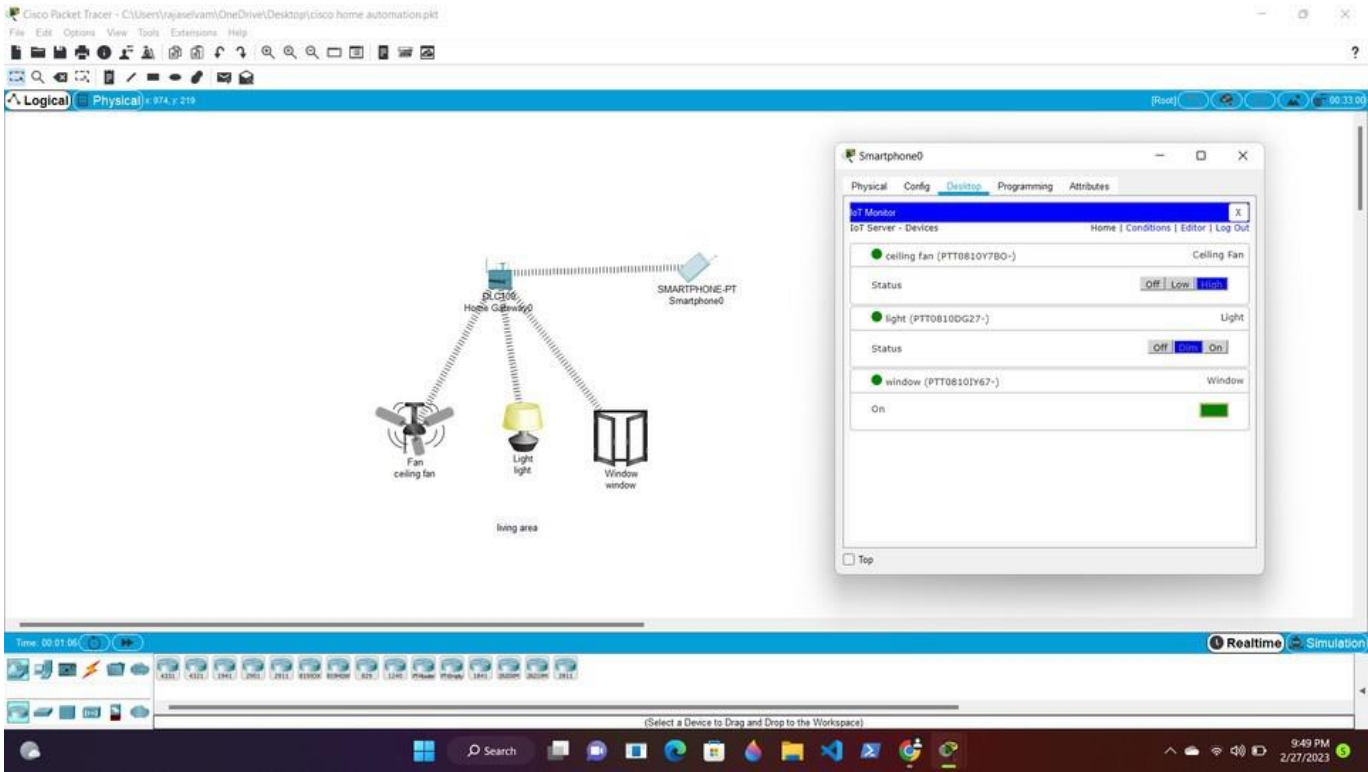 Cisco Packet Tracer - C:\Users\rajaselvam\OneDrive\Desktop\cisco home automation.pkt
File Edit Options View Tools Extensions Help
?
Logical Physical x: 974, y: 219 [Root] 00:33:00
Smartphone0
Physical Config Desktop Programming Attributes
IoT Monitor X
IoT Server - Devices Home | Conditions | Editor | Log Out
ceiling fan (PTT0810Y7BO-) Ceiling Fan
Status Off Low High
light (PTT0810DG27-) Light
Status Off Dim On
window (PTT0810IY67-) Window
On
Top
DLC100
Home Gateway0
SMARTPHONE-PT
Smartphone0
Fan
ceiling fan
Light
light
Window
window
living area
Time: 00:01:06 Realtime Simulation
4331 4321 1941 2901 2911 819IOX 819HGW 829 1240 PT-Router PT-Empty 1841 2620XM 2621XM 2811
(Select a Device to Drag and Drop to the Workspace)
Search
9:49 PM
2/27/2023